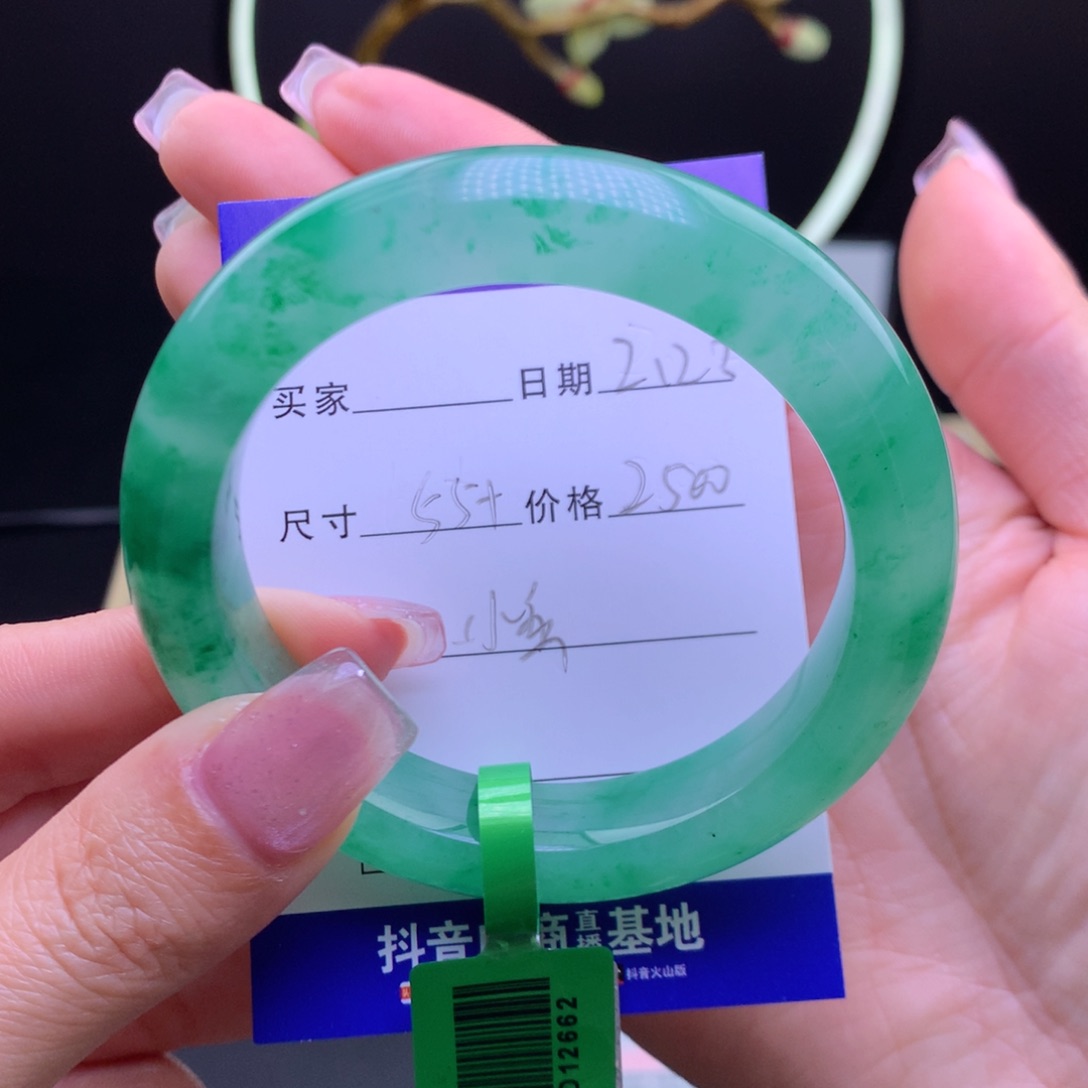 买家 日期 2.123
尺寸 55+ 价格 2500
小
抖音 商直播基地
抖音火山版
012662